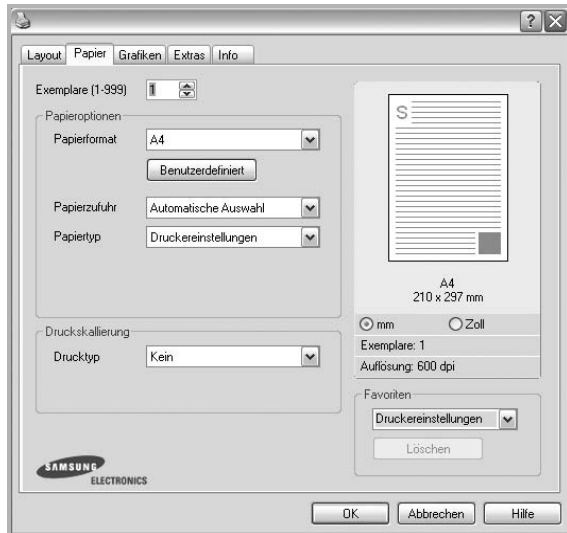 Layout Papier Grafiken Extras Info
Exemplare (1-999) 1
Papieroptionen
Papierformat A4
Benutzerdefiniert
Papierzufuhr Automatische Auswahl
Papiertyp Druckereinstellungen
Druckskallierung
Drucktyp Kein
SAMSUNG
ELECTRONICS
S
A4
210 x 297 mm
mm Zoll
Exemplare: 1
Auflösung: 600 dpi
Favoriten
Druckereinstellungen
Löschen
OK Abbrechen Hilfe